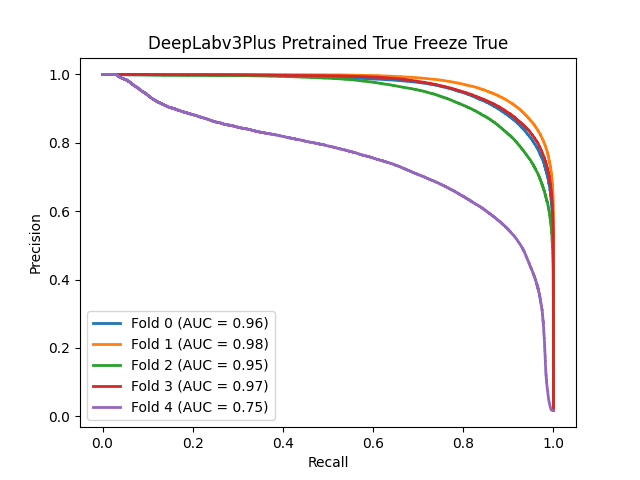 DeepLabv3Plus Pretrained True Freeze True
Precision
1.0
0.8
0.6
0.4
0.2
0.0
Fold 0 (AUC = 0.96)
Fold 1 (AUC = 0.98)
Fold 2 (AUC = 0.95)
Fold 3 (AUC = 0.97)
Fold 4 (AUC = 0.75)
0.0 0.2 0.4 0.6 0.8 1.0
Recall